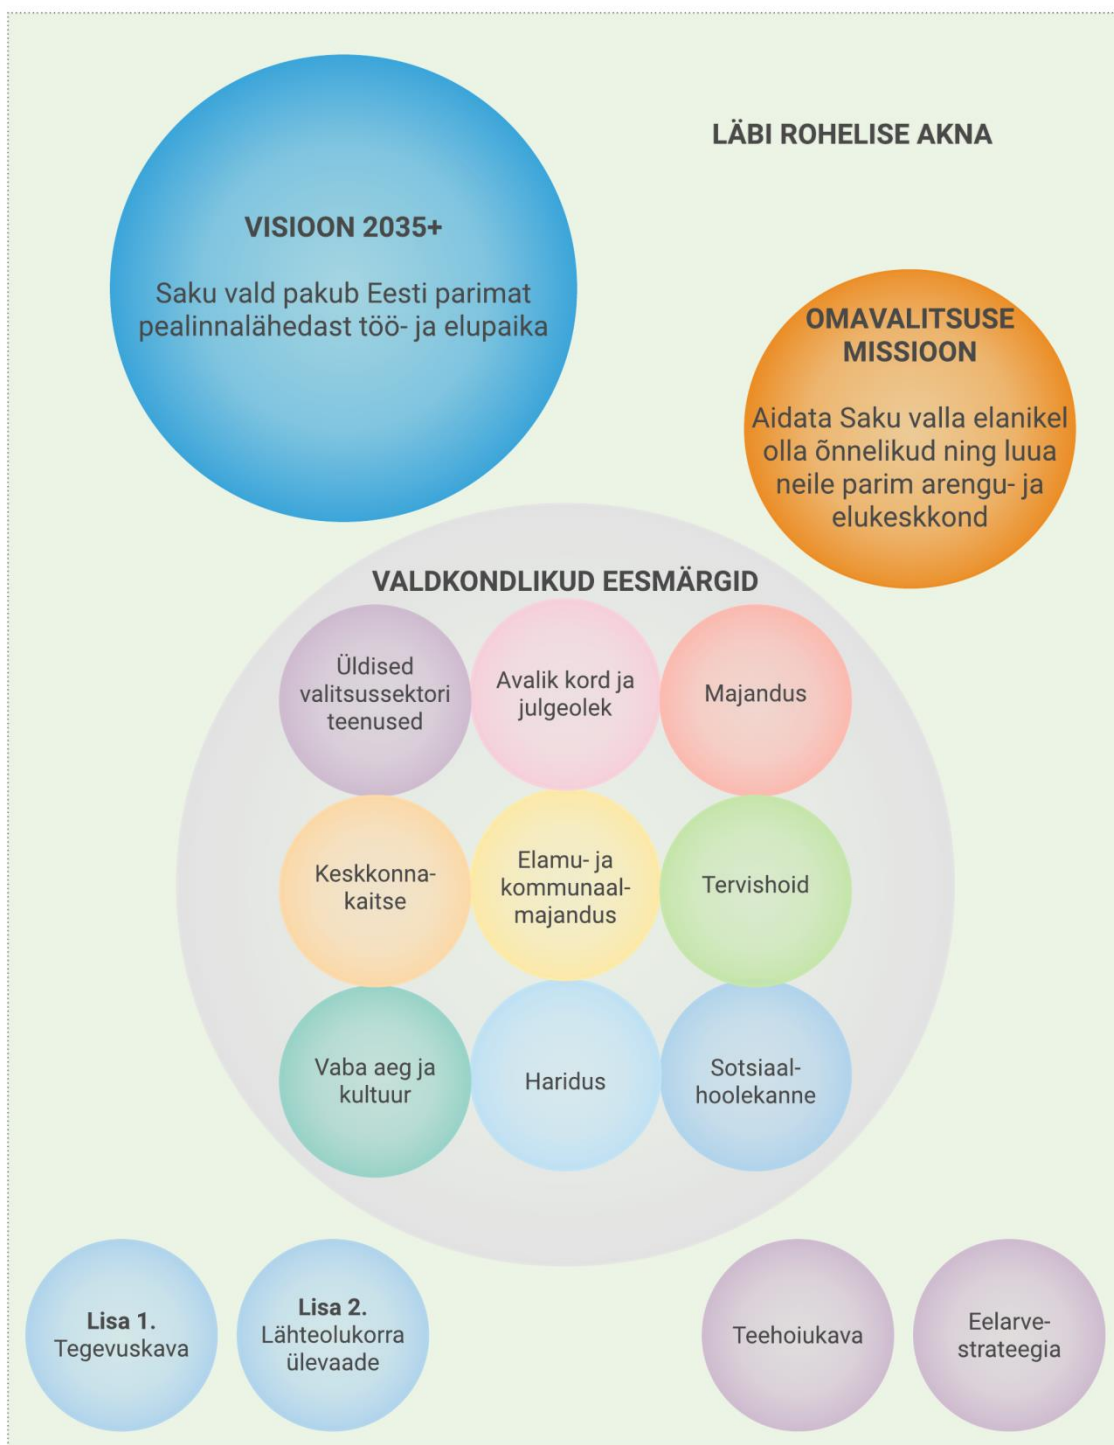 LÄBI ROHELISE AKNA
VISIOON 2035+
Saku vald pakub Eesti parimat
pealinnalähedast töö- ja elupaika
OMAVALITSUSE
MISSIOON
Aidata Saku valla elanikel
olla õnnelikud ning luua
neile parim arengu- ja
elukeskkond
VALDKONDLIKUD EESMÄRGID
Üldised
valitsussektori
teenused
Avalik kord ja
julgeolek
Majandus
Keskkonna-
kaitse
Elamu- ja
kommunaal-
majandus
Tervishoid
Vaba aeg ja
kultuur
Haridus
Sotsiaal-
hoolekanne
Lisa 1.
Tegevuskava
Lisa 2.
Lähteolukorra
ülevaade
Teehoiukava
Eelarve-
strateegia